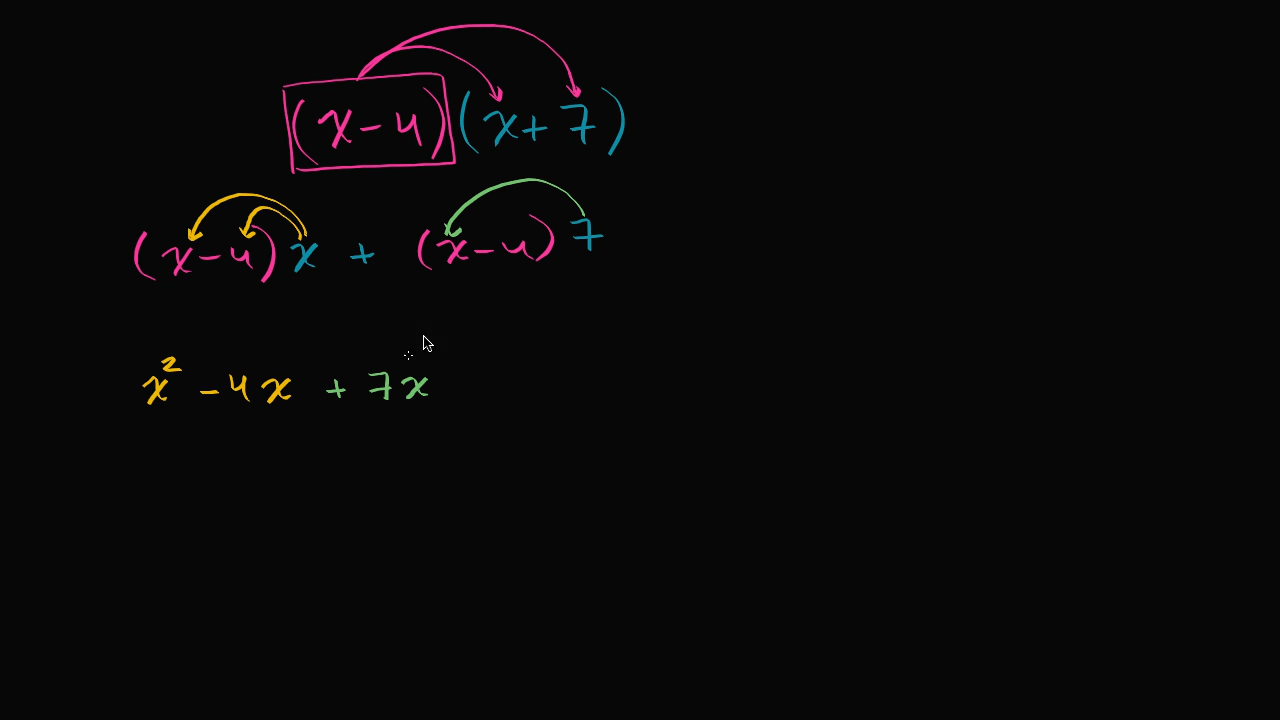 (x-4)(x+7)
(x-4)x + (x-4)7
x² -4x + 7x